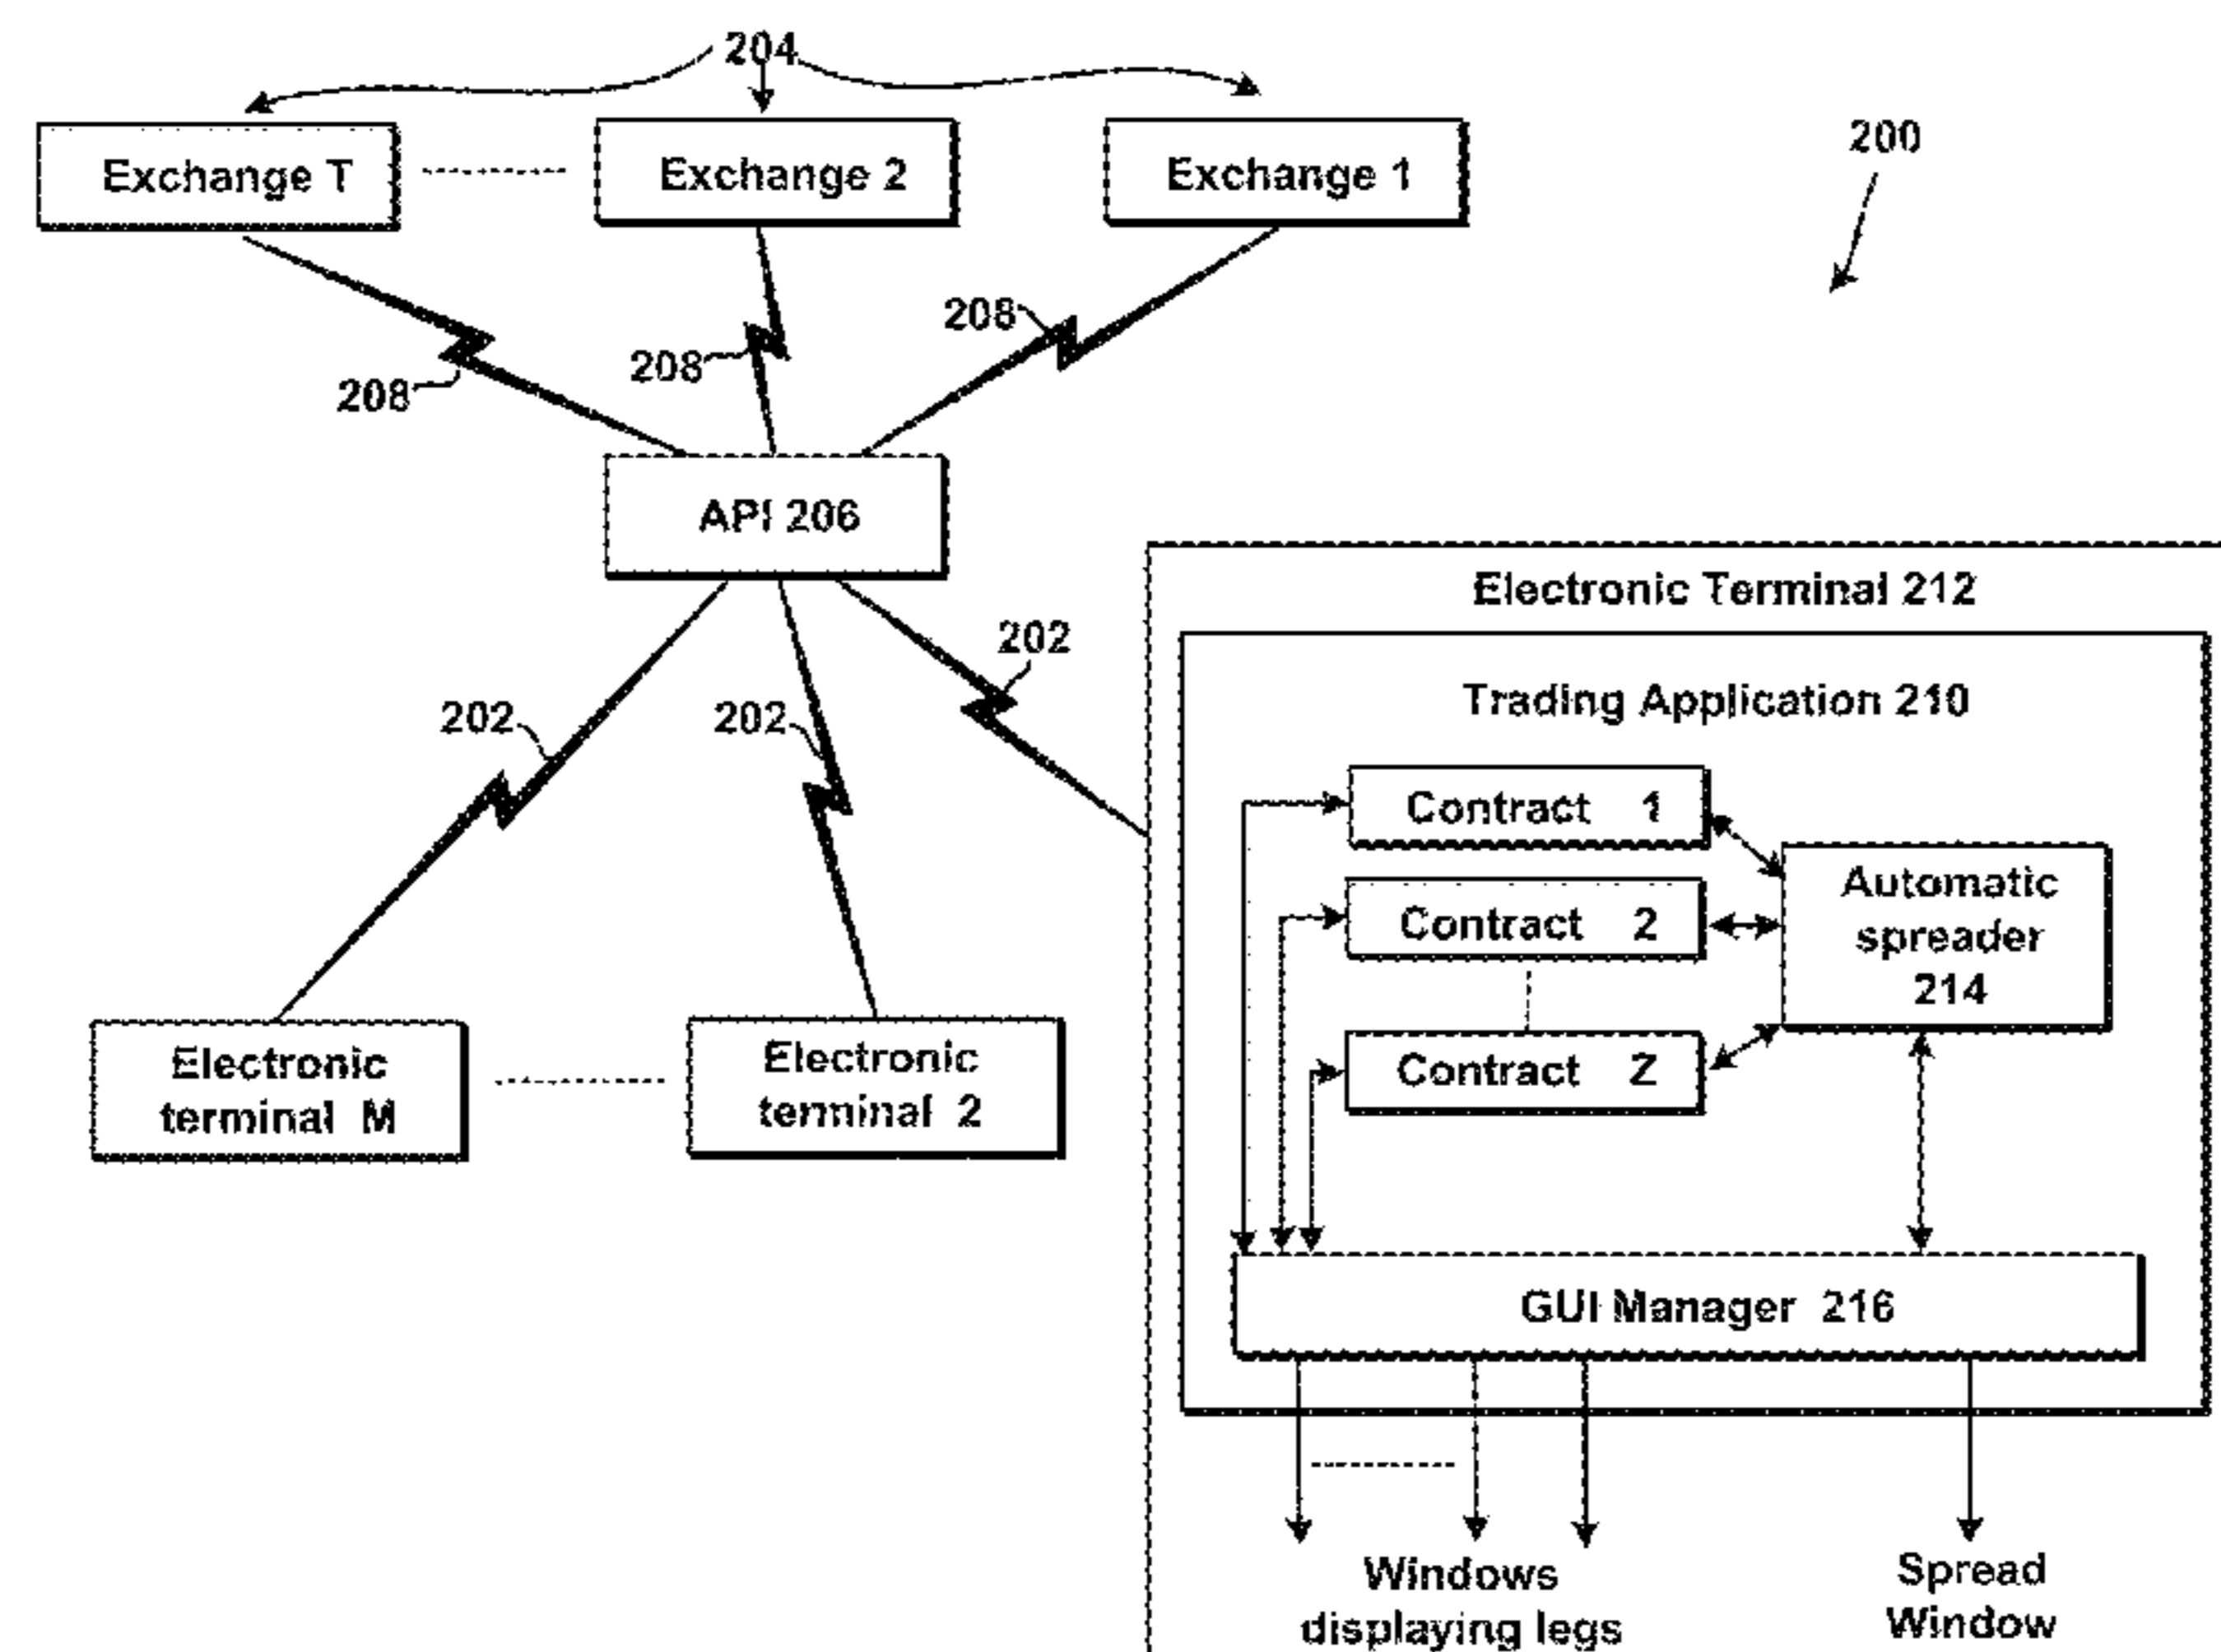 204
Exchange T
Exchange 2
Exchange 1
200
208
208
208
API 206
Electronic Terminal 212
202
202
202
Trading Application 210
Contract 1
Contract 2
Contract Z
Automatic
spreader
214
Electronic
terminal M
Electronic
terminal 2
GUI Manager 216
Windows
displaying legs
Spread
Window